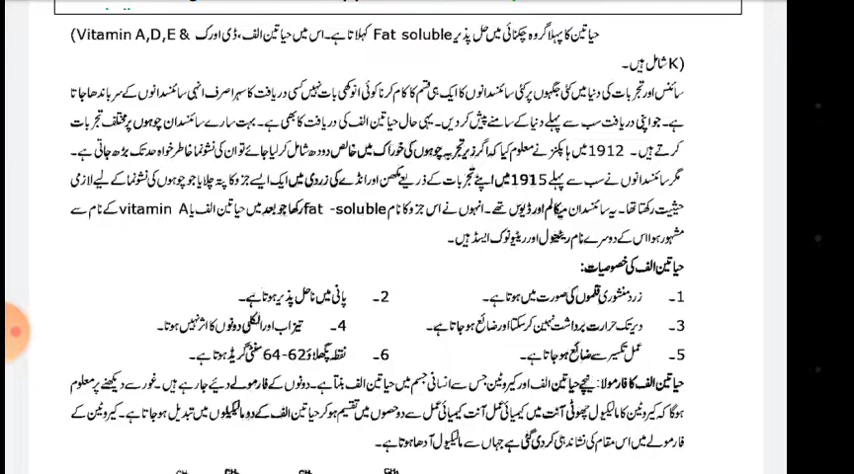 حیاتین کا پہلا گروہ چکنائی میں حل پذیر Fat soluble کہلاتا ہے۔ اس میں حیاتین الف، ڈی اور ک & Vitamin A,D,E)
(K شامل ہیں۔
سائنس اور تجربات کی دنیا میں کئی جگہوں پر کئی سائنسدانوں کا ایک ہی قسم کا کام کرنا کوئی انوکھی بات نہیں کسی دریافت کا سہرا صرف انہی سائنسدانوں کے سر باندھا جاتا
ہے۔ جو اپنی دریافت سب سے پہلے دنیا کے سامنے پیش کر دیں۔ یہی حال حیاتین الف کی دریافت کا بھی ہے۔ بہت سارے سائنسدان چوہوں پر مختلف تجربات
کرتے ہیں۔ 1912 میں ہاپکنز نے معلوم کیا کہ اگر زیر تجربہ چوہوں کی خوراک میں خالص دودھ شامل کر لیا جائے تو ان کی نشوونما خاطر خواہ حد تک بڑھ جاتی ہے۔
مگر سائنسدانوں نے سب سے پہلے 1915 میں اپنے تجربات کے ذریعے مکھن اور انڈے کی زردی میں ایک ایسے جزو کا پتہ چلایا جو چوہوں کی نشوونما کے لیے لازمی
حیثیت رکھتا تھا۔ یہ سائنسدان میکالم اور ڈیوس تھے۔ انہوں نے اس جزو کا نام fat -soluble رکھا جو بعد میں حیاتین الف یا vitamin A کے نام سے
مشہور ہوا اس کے دوسرے نام ریٹینول اور ریٹینوئک ایسڈ ہیں۔
حیاتین الف کی خصوصیات:
1۔ زرد منشوری قلموں کی صورت میں ہوتا ہے۔ 2۔ پانی میں ناحل پذیر ہوتا ہے۔
3۔ دیر تک حرارت برداشت نہیں کر سکتا اور ضائع ہو جاتا ہے۔ 4۔ تیزاب اور الکلی دونوں کا اثر نہیں ہوتا۔
5۔ عمل تکسیر سے ضائع ہو جاتا ہے۔ 6۔ نقطہ پگھلاؤ 62-64 سنٹی گریڈ ہوتا ہے۔
حیاتین الف کا فارمولا: نیچے حیاتین الف اور کیروٹین جس سے انسانی جسم میں حیاتین الف بنتا ہے۔ دونوں کے فارمولے دئیے جا رہے ہیں۔ غور سے دیکھنے پر معلوم
ہو گا کہ کیروٹین کا مالیکیول چھوٹی آنت میں کیمیائی عمل آنت کیمیائی عمل سے دو حصوں میں تقسیم ہو کر حیاتین الف کے دو مالیکیولوں میں تبدیل ہو جاتا ہے۔ کیروٹین کے
فارمولے میں اس مقام کی نشاندہی کر دی گئی ہے جہاں سے مالیکیول آدھا ہوتا ہے۔